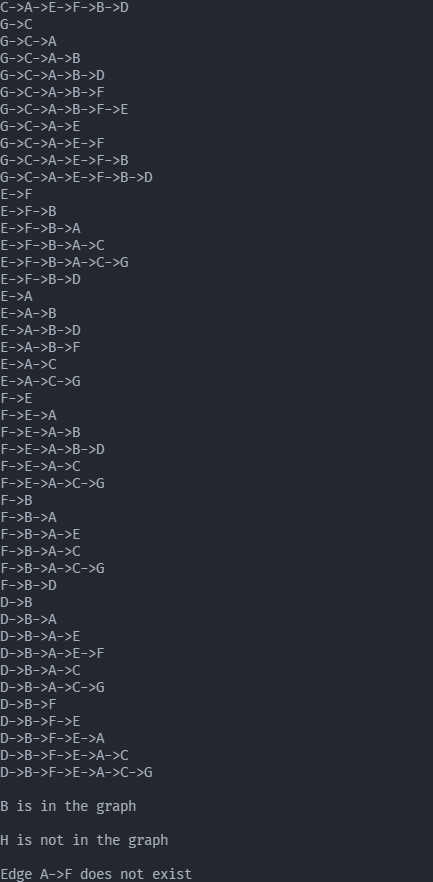 C->A->E->F->B->D
G->C
G->C->A
G->C->A->B
G->C->A->B->D
G->C->A->B->F
G->C->A->B->F->E
G->C->A->E
G->C->A->E->F
G->C->A->E->F->B
G->C->A->E->F->B->D
E->F
E->F->B
E->F->B->A
E->F->B->A->C
E->F->B->A->C->G
E->F->B->D
E->A
E->A->B
E->A->B->D
E->A->B->F
E->A->C
E->A->C->G
F->E
F->E->A
F->E->A->B
F->E->A->B->D
F->E->A->C
F->E->A->C->G
F->B
F->B->A
F->B->A->E
F->B->A->C
F->B->A->C->G
F->B->D
D->B
D->B->A
D->B->A->E
D->B->A->E->F
D->B->A->C
D->B->A->C->G
D->B->F
D->B->F->E
D->B->F->E->A
D->B->F->E->A->C
D->B->F->E->A->C->G
B is in the graph
H is not in the graph
Edge A->F does not exist